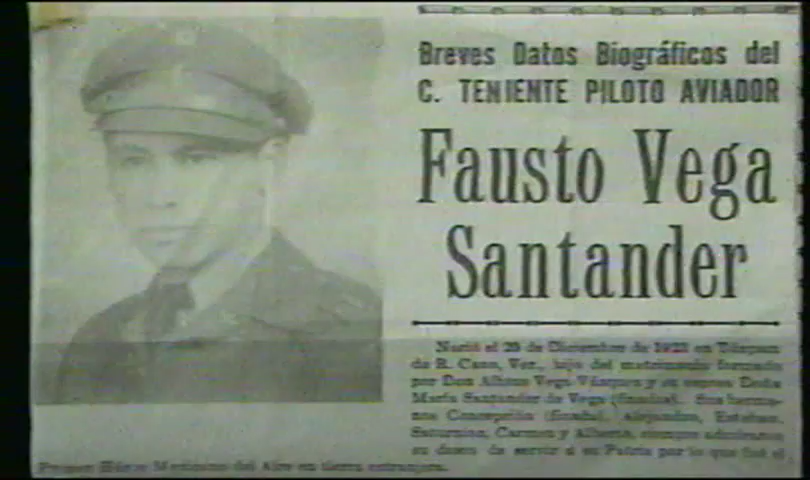 Breves Datos Biográficos del
C. TENIENTE PILOTO AVIADOR
Fausto Vega
Santander
Nació el 20 de Diciembre de 1923 en Túxpam
de R. Cano, Ver., hijo del matrimonio formado
por Don Vega Vázquez y su esposa Doña
María Santander de Vega (finados). Sus herma-
nos Concepción (finada), Alejandro, Esteban,
Saturnino, Carmen y Alberto, siempre admiraron
su deseo de servir a su Patria por lo que fué el
Primer Héroe Mexicano del Aire en tierra extranjera.